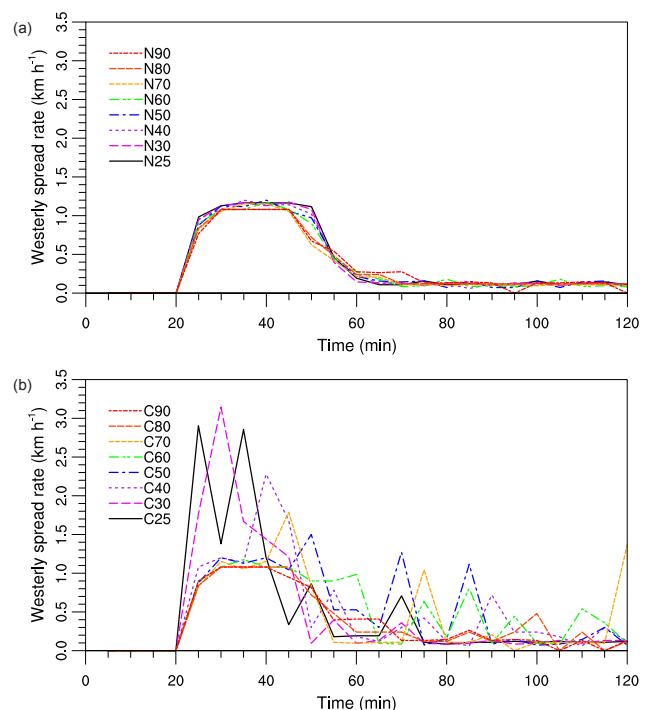 (a)
3.5
3.0
2.5
2.0
1.5
1.0
0.5
0.0
Westerly spread rate (km h⁻¹)
N90
N80
N70
N60
N50
N40
N30
N25
0 20 40 60 80 100 120
Time (min)
(b)
3.5
3.0
2.5
2.0
1.5
1.0
0.5
0.0
Westerly spread rate (km h⁻¹)
C90
C80
C70
C60
C50
C40
C30
C25
0 20 40 60 80 100 120
Time (min)